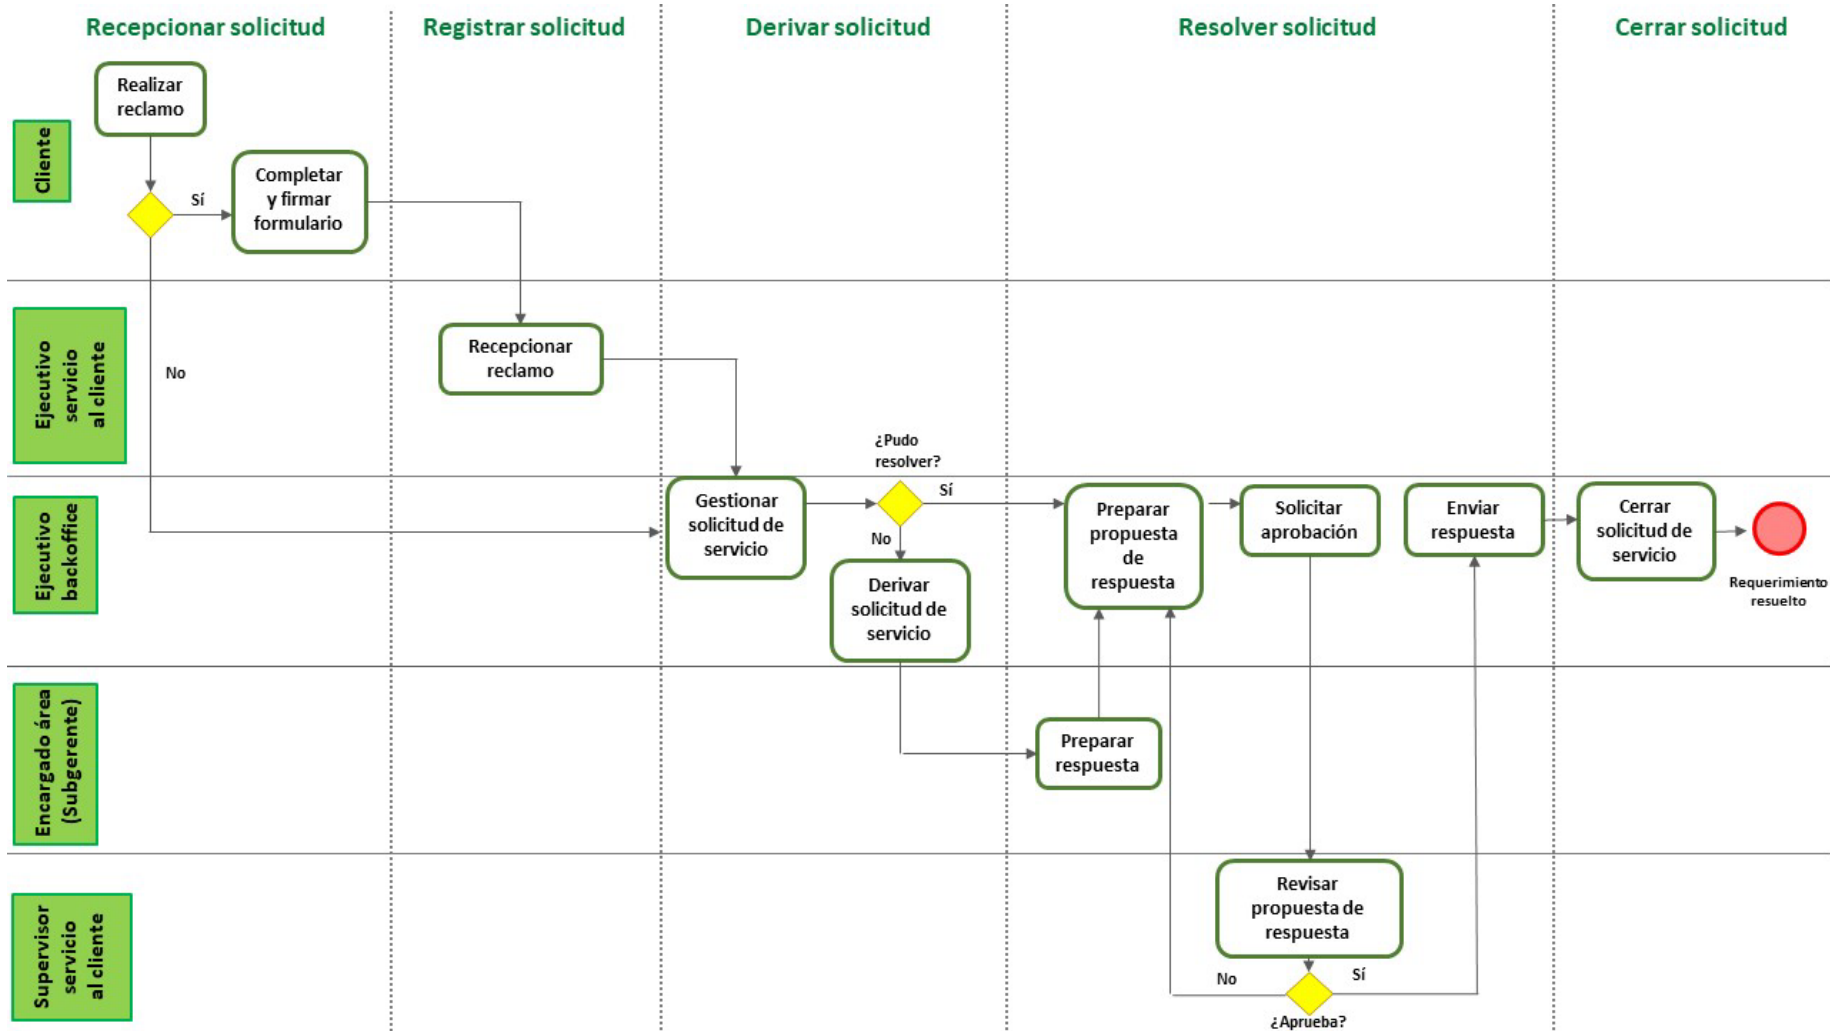 Recepcionar solicitud
Registrar solicitud
Derivar solicitud
Resolver solicitud
Cerrar solicitud
Cliente
Realizar
reclamo
Sí
Completar
y firmar
formulario
No
Ejecutivo
servicio
al cliente
Recepcionar
reclamo
¿Pudo
resolver?
Ejecutivo
backoffice
Gestionar
solicitud de
servicio
Sí
No
Derivar
solicitud de
servicio
Preparar
propuesta
de
respuesta
Solicitar
aprobación
Enviar
respuesta
Cerrar
solicitud de
servicio
Requerimiento
resuelto
Encargado área
(Subgerente)
Preparar
respuesta
Supervisor
servicio
al cliente
Revisar
propuesta de
respuesta
No
Sí
¿Aprueba?